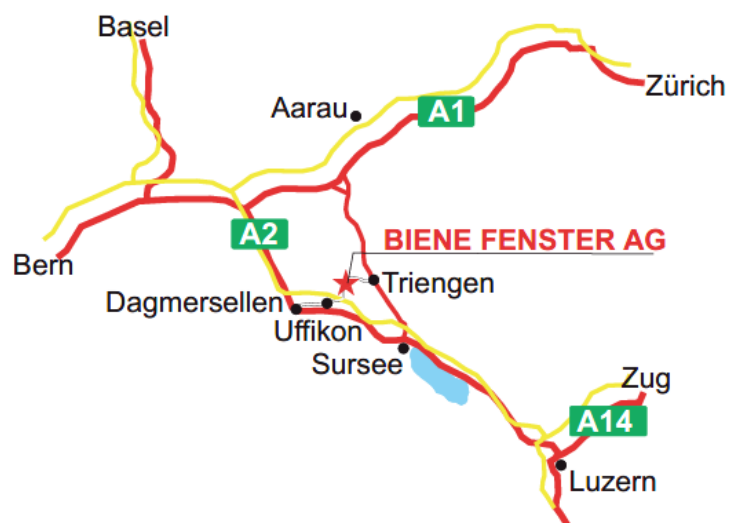 Basel
Zürich
Aarau
A1
A2
BIENE FENSTER AG
Bern
Triengen
Dagmersellen
Uffikon
Sursee
Zug
A14
Luzern